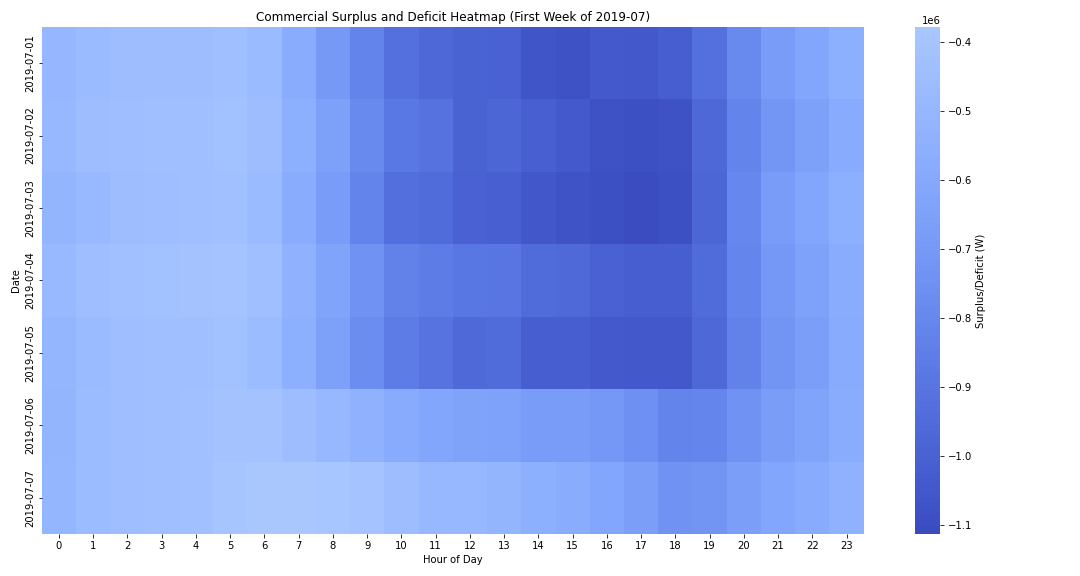 Commercial Surplus and Deficit Heatmap (First Week of 2019-07)
1e6
2019-07-01
2019-07-02
2019-07-03
2019-07-04
2019-07-05
2019-07-06
2019-07-07
Date
0 1 2 3 4 5 6 7 8 9 10 11 12 13 14 15 16 17 18 19 20 21 22 23
Hour of Day
−0.4
−0.5
−0.6
−0.7
−0.8
−0.9
−1.0
−1.1
Surplus/Deficit (W)